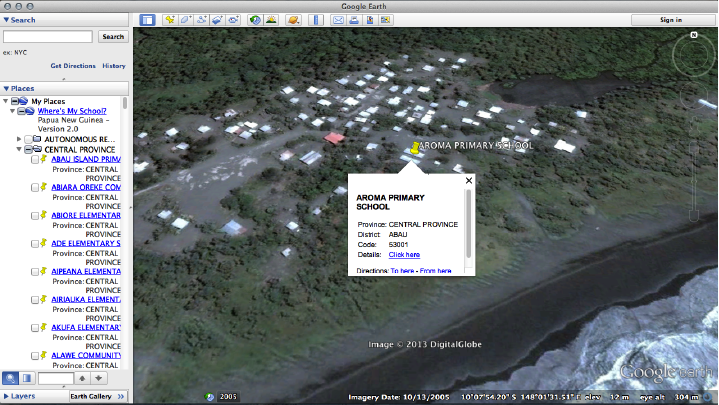 Google Earth
Search
Search
ex: NYC
Get Directions
History
Places
My Places
Where's My School?
Papua New Guinea -
Version 2.0
AUTONOMOUS RE...
CENTRAL PROVINCE
ABAU ISLAND PRIMA
Province: CENTRAL
PROVINCE
ABIARA OREKE COM
Province: CENTRAL
PROVINCE
ABIORE ELEMENTAR
Province: CENTRAL
PROVINCE
ADE ELEMENTARY S
Province: CENTRAL
PROVINCE
AIPEANA ELEMENTA
Province: CENTRAL
PROVINCE
AIRIAUKA ELEMENT
Province: CENTRAL
PROVINCE
AKUFA ELEMENTARY
Province: CENTRAL
PROVINCE
ALAWE COMMUNITY
Province: CENTRAL
PROVINCE
Layers
Earth Gallery >>
Sign in
N
AROMA PRIMARY SCHOOL
AROMA PRIMARY
SCHOOL
Province: CENTRAL PROVINCE
District: ABAU
Code: 53001
Details: Click here
Directions: To here - From here
Image © 2013 DigitalGlobe
Google earth
2005
Imagery Date: 10/13/2005 10°07'54.20" S 148°01'31.51" E elev 12 m eye alt 304 m